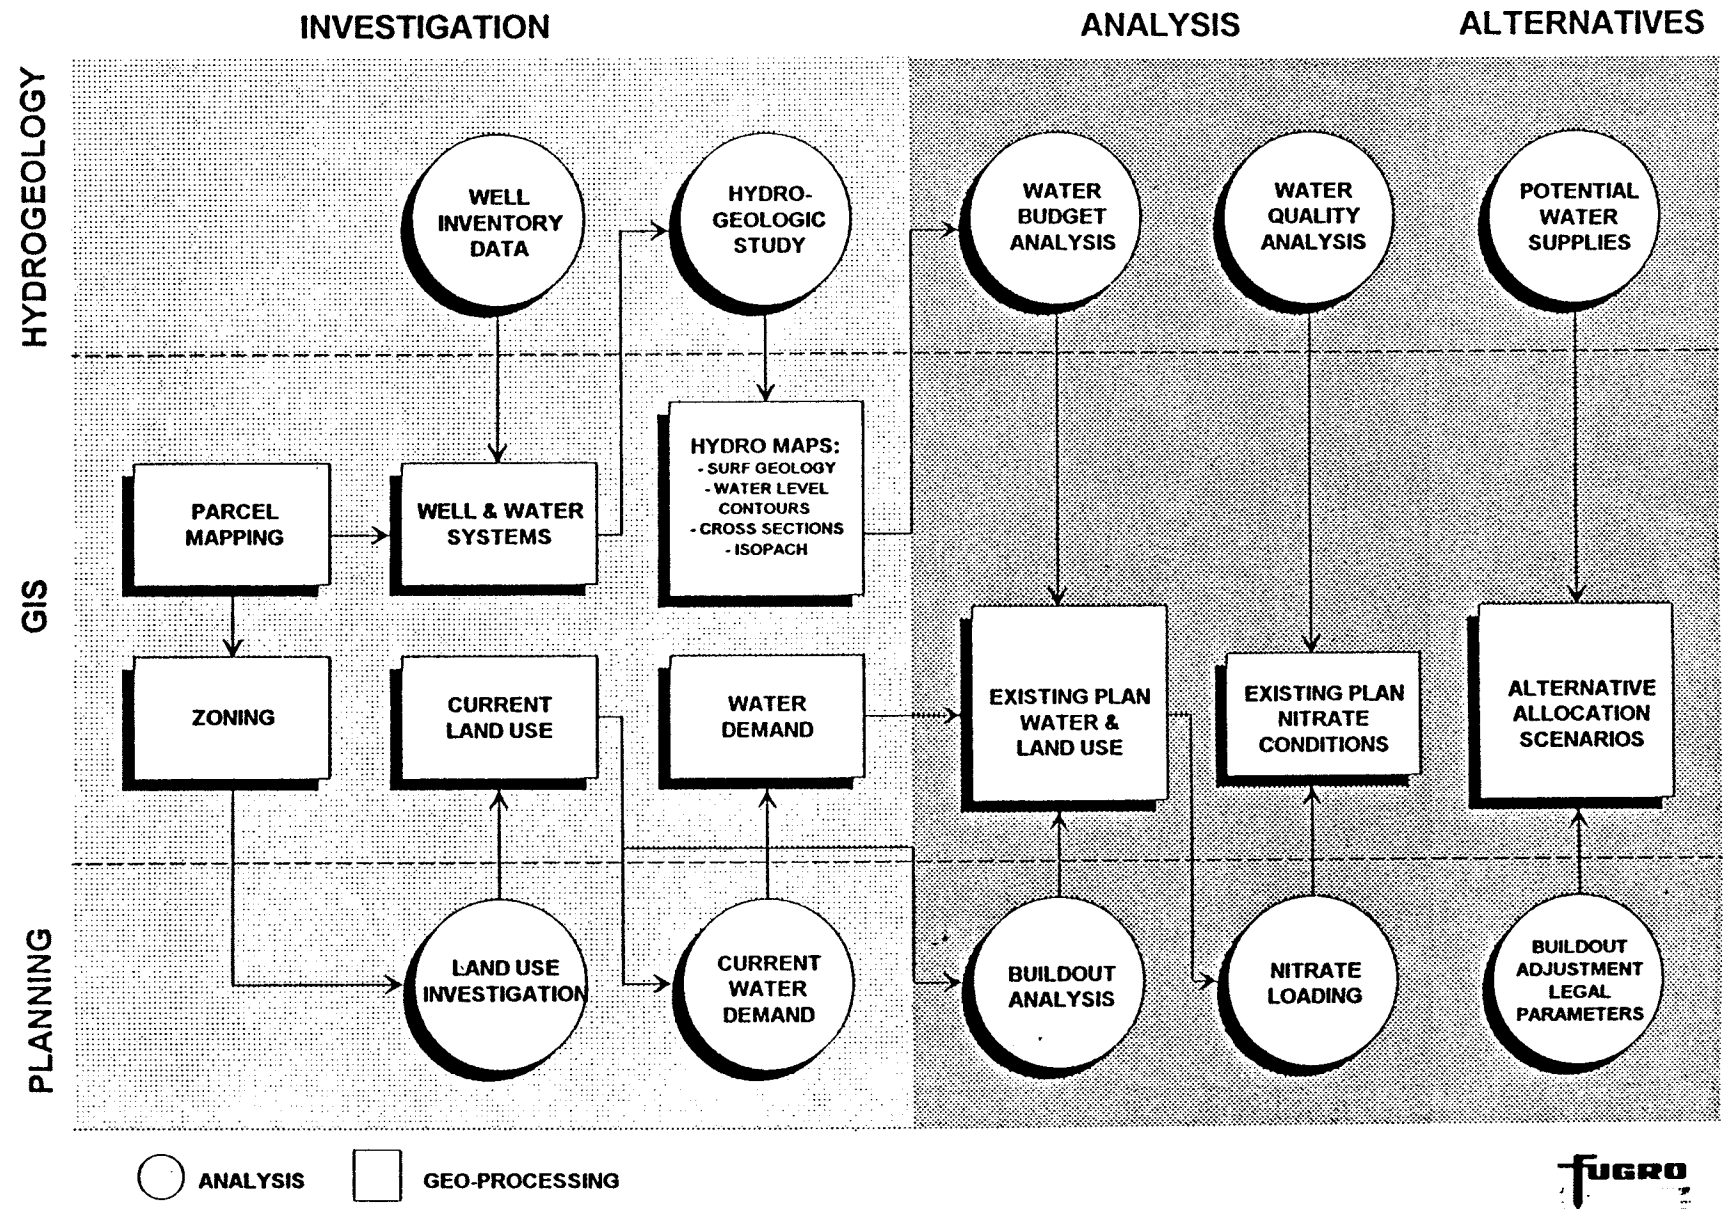 INVESTIGATION
ANALYSIS
ALTERNATIVES
HYDROGEOLOGY
WELL
INVENTORY
DATA
HYDRO-
GEOLOGIC
STUDY
WATER
BUDGET
ANALYSIS
WATER
QUALITY
ANALYSIS
POTENTIAL
WATER
SUPPLIES
GIS
PARCEL
MAPPING
WELL & WATER
SYSTEMS
HYDRO MAPS:
- SURF GEOLOGY
- WATER LEVEL
CONTOURS
- CROSS SECTIONS
- ISOPACH
ZONING
CURRENT
LAND USE
WATER
DEMAND
EXISTING PLAN
WATER &
LAND USE
EXISTING PLAN
NITRATE
CONDITIONS
ALTERNATIVE
ALLOCATION
SCENARIOS
PLANNING
LAND USE
INVESTIGATION
CURRENT
WATER
DEMAND
BUILDOUT
ANALYSIS
NITRATE
LOADING
BUILDOUT
ADJUSTMENT
LEGAL
PARAMETERS
ANALYSIS
GEO-PROCESSING
FUGRO